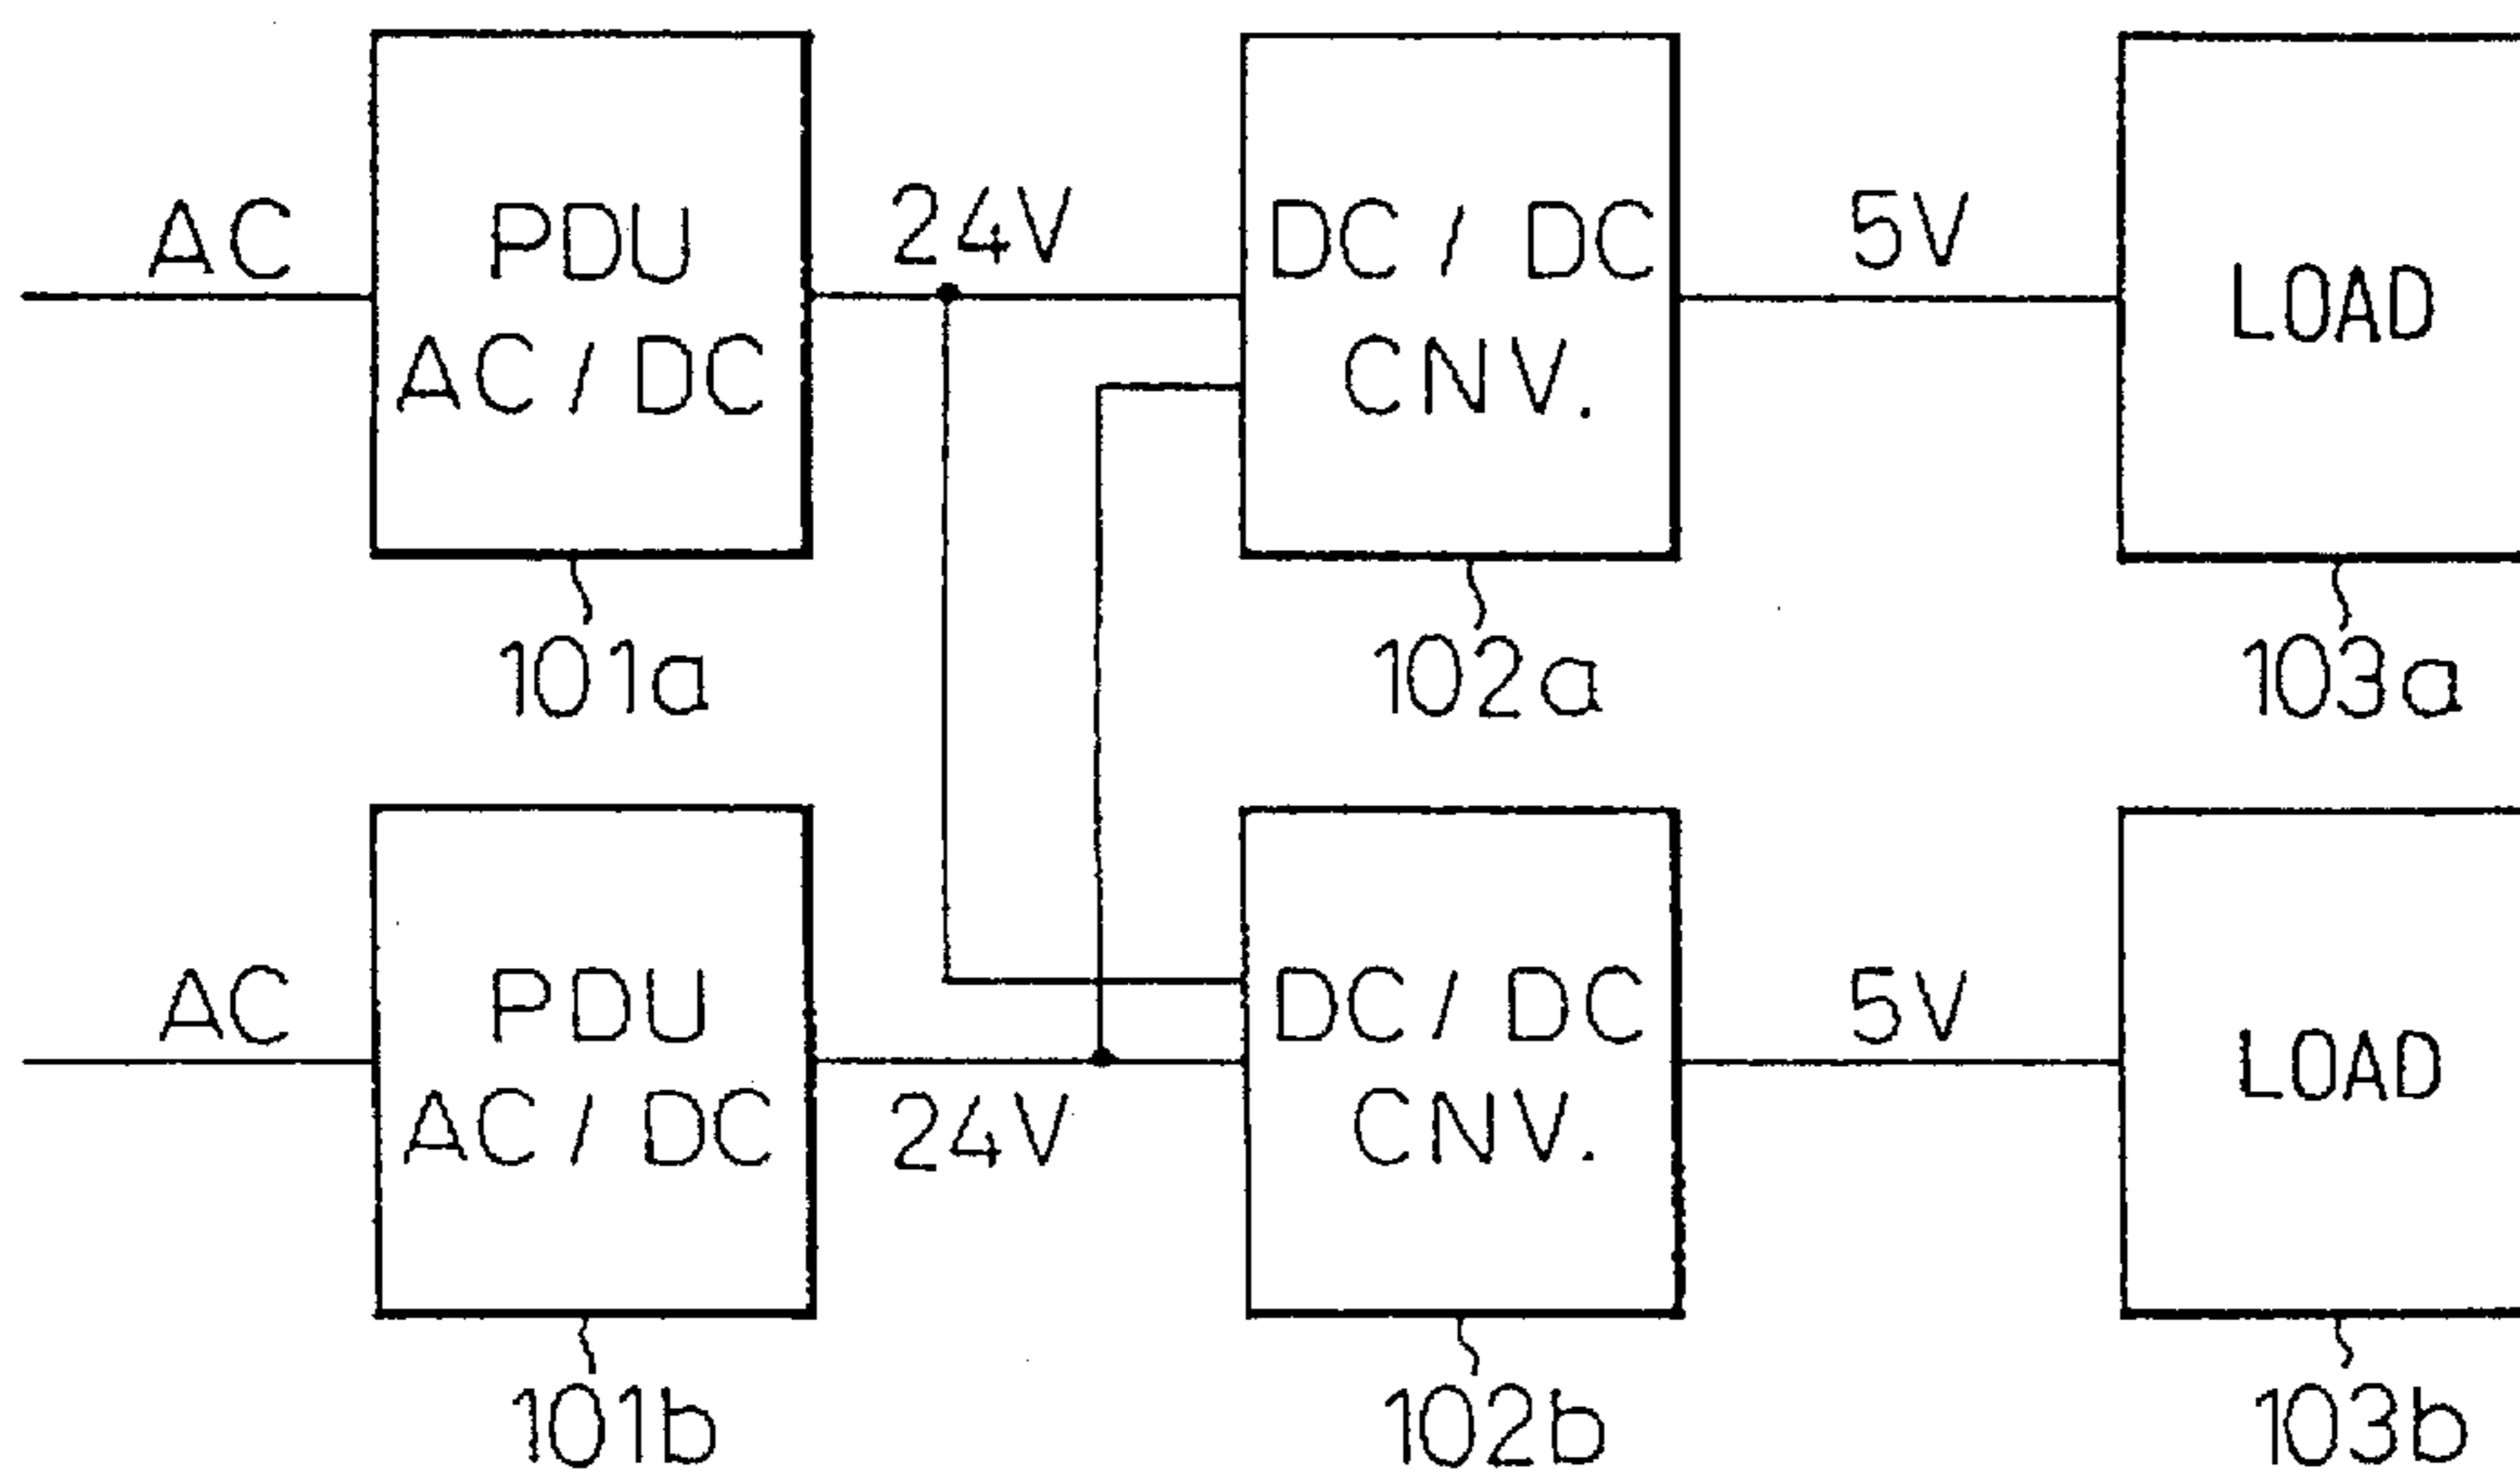 AC
PDU
AC/DC
24V
DC/DC
CNV.
5V
LOAD
101a
102a
103a
AC
PDU
AC/DC
24V
DC/DC
CNV.
5V
LOAD
101b
102b
103b